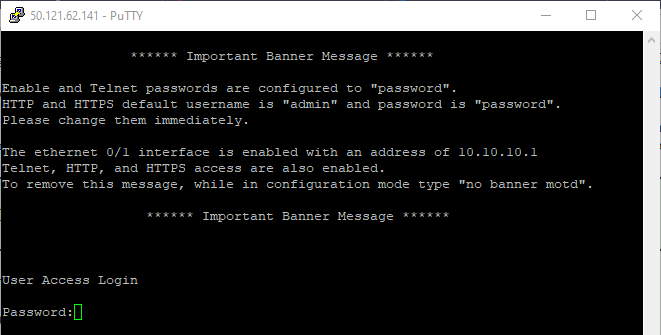 50.121.62.141 - PuTTY
****** Important Banner Message ******
Enable and Telnet passwords are configured to "password".
HTTP and HTTPS default username is "admin" and password is "password".
Please change them immediately.
The ethernet 0/1 interface is enabled with an address of 10.10.10.1
Telnet, HTTP, and HTTPS access are also enabled.
To remove this message, while in configuration mode type "no banner motd".
****** Important Banner Message ******
User Access Login
Password: